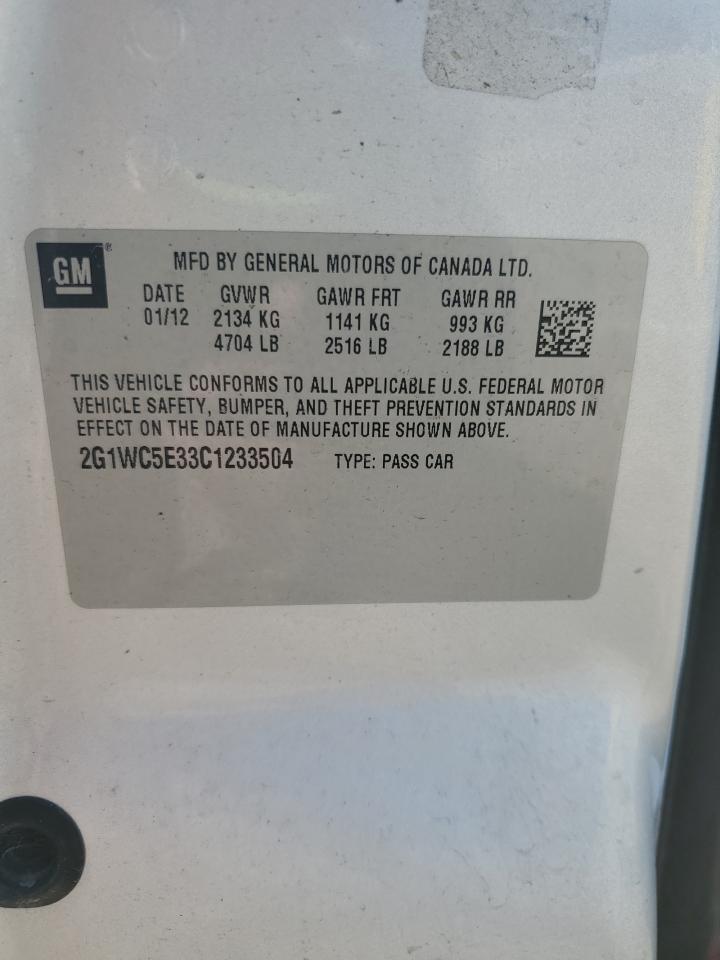 GM ®
MFD BY GENERAL MOTORS OF CANADA LTD.
DATE GVWR GAWR FRT GAWR RR
01/12 2134 KG 1141 KG 993 KG
4704 LB 2516 LB 2188 LB
THIS VEHICLE CONFORMS TO ALL APPLICABLE U.S. FEDERAL MOTOR
VEHICLE SAFETY, BUMPER, AND THEFT PREVENTION STANDARDS IN
EFFECT ON THE DATE OF MANUFACTURE SHOWN ABOVE.
2G1WC5E33C1233504 TYPE: PASS CAR